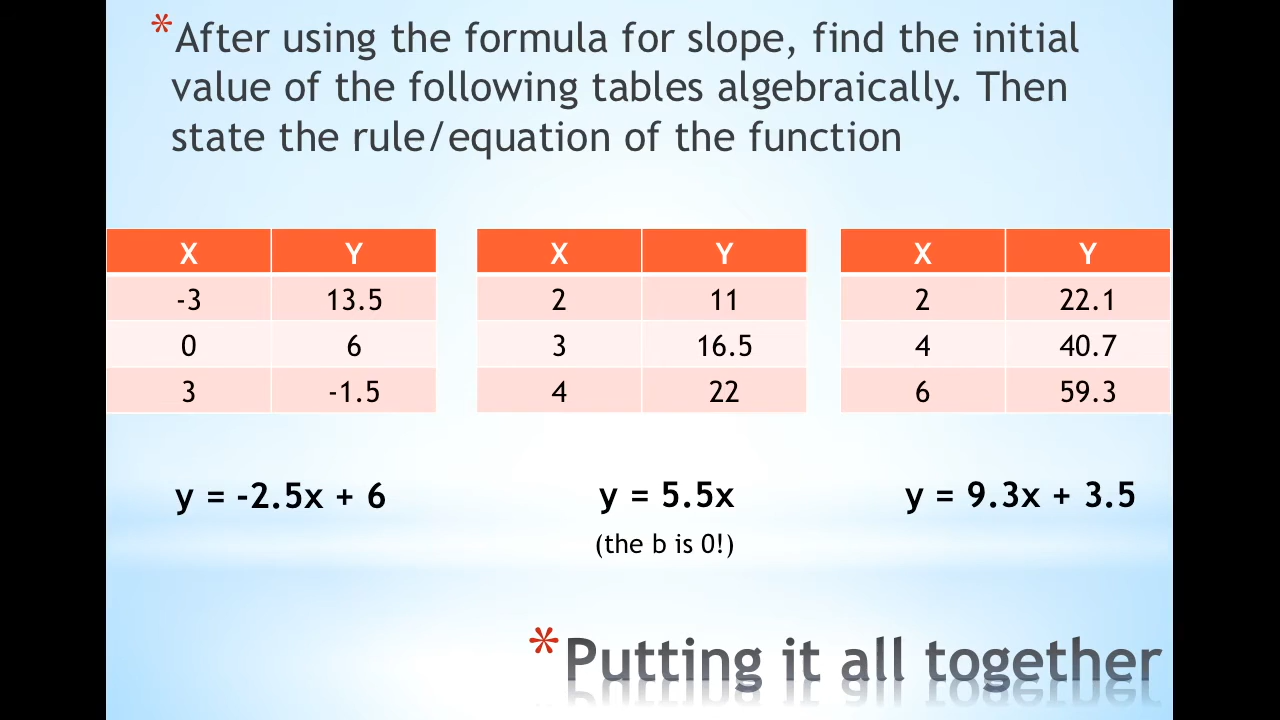 *After using the formula for slope, find the initial
value of the following tables algebraically. Then
state the rule/equation of the function
X Y X Y X Y
-3 13.5 2 11 2 22.1
0 6 3 16.5 4 40.7
3 -1.5 4 22 6 59.3
y = -2.5x + 6 y = 5.5x y = 9.3x + 3.5
(the b is 0!)
*Putting it all together